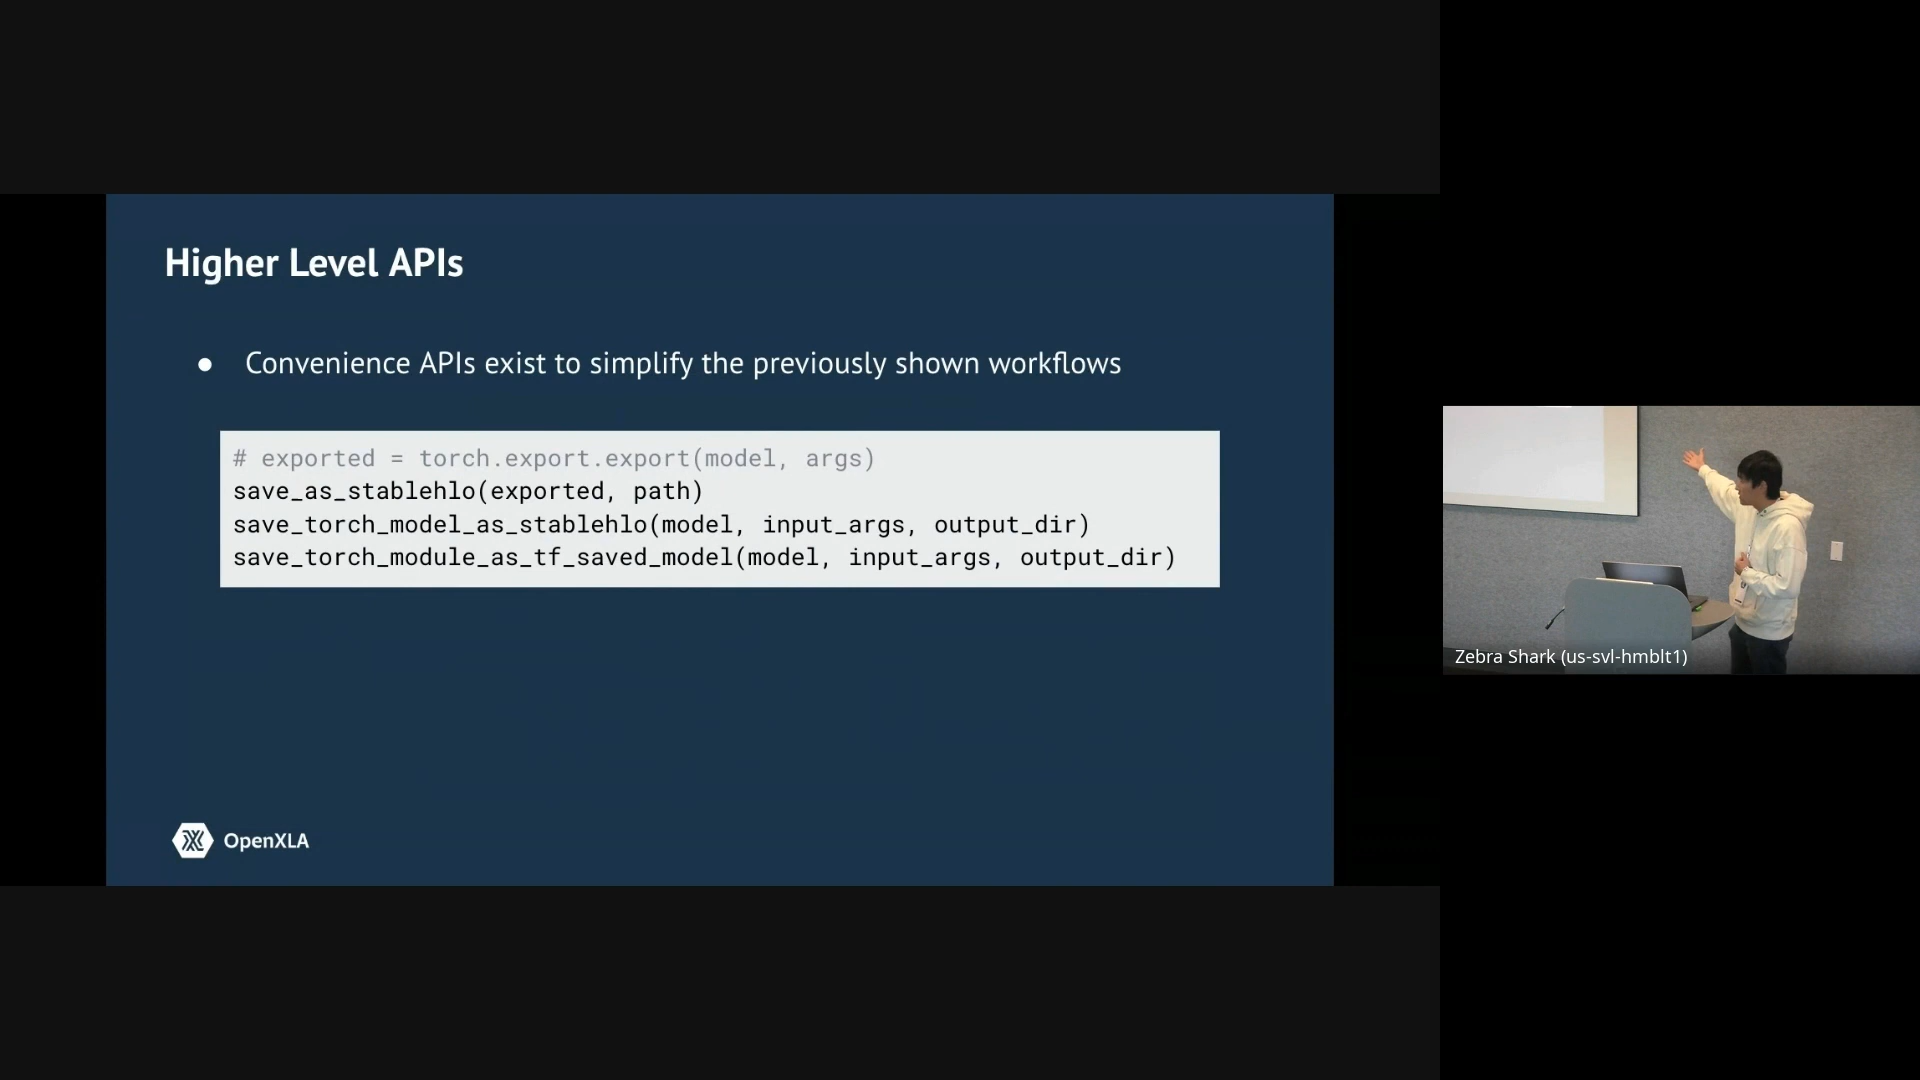 Higher Level APIs
● Convenience APIs exist to simplify the previously shown workflows
# exported = torch.export.export(model, args)
save_as_stablehlo(exported, path)
save_torch_model_as_stablehlo(model, input_args, output_dir)
save_torch_module_as_tf_saved_model(model, input_args, output_dir)
OpenXLA
Zebra Shark (us-svl-hmblt1)